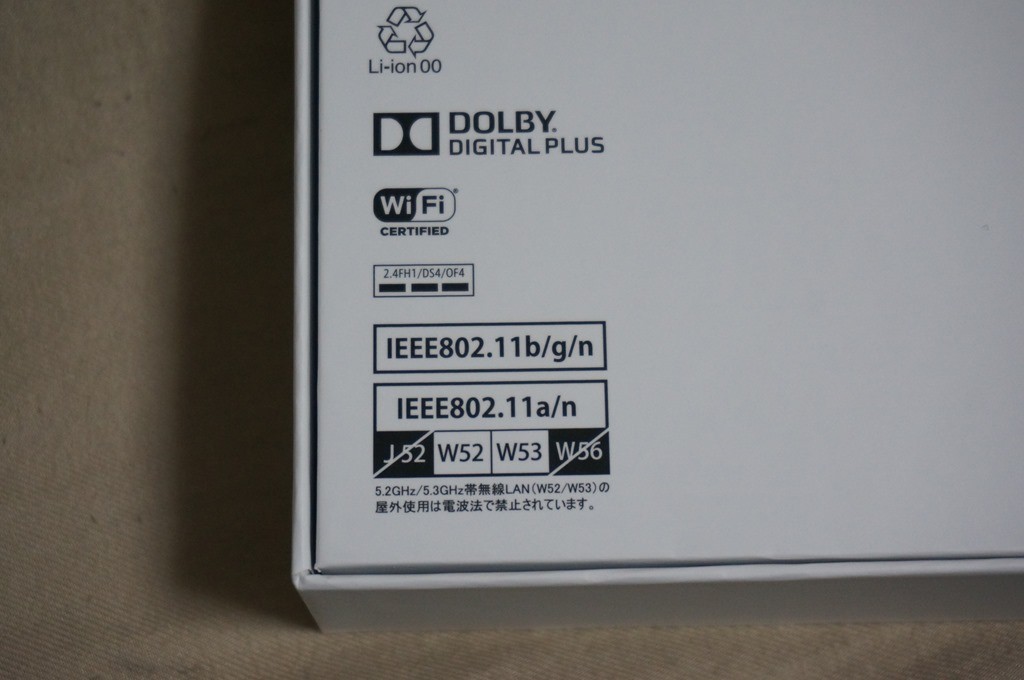 Li-ion 00
DOLBY®
DIGITAL PLUS
Wi Fi®
CERTIFIED
2.4FH1/DS4/OF4
IEEE802.11b/g/n
IEEE802.11a/n
J52 W52 W53 W56
5.2GHz/5.3GHz帯無線LAN(W52/W53)の
屋外使用は電波法で禁止されています。